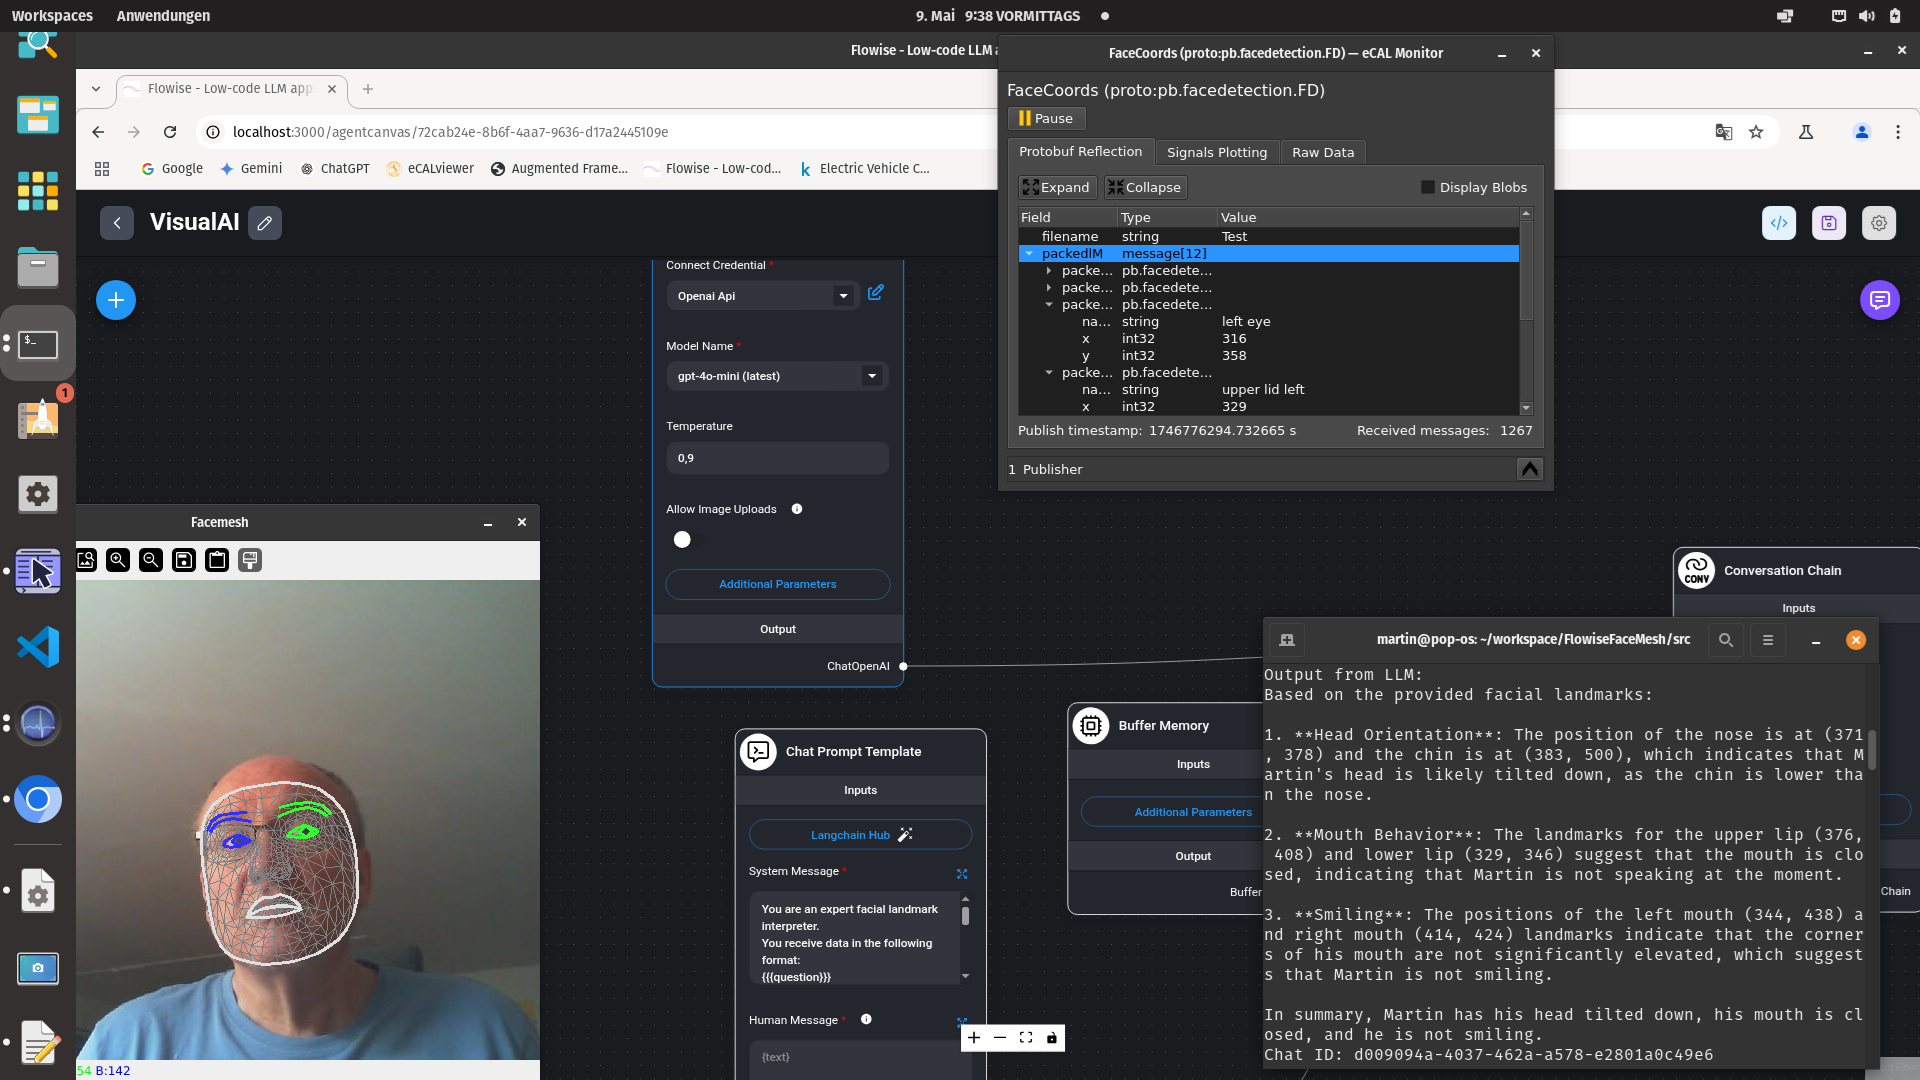 Workspaces Anwendungen 9. Mai 9:38 VORMITTAGS
Flowise - Low-code LLM a
Flowise - Low-code LLM app
localhost:3000/agentcanvas/72cab24e-8b6f-4aa7-9636-d17a2445109e
Google Gemini ChatGPT eCALviewer Augmented Frame... Flowise - Low-cod... Electric Vehicle C...
VisualAI
1
Connect Credential *
Openai Api
Model Name *
gpt-4o-mini (latest)
Temperature
0,9
Allow Image Uploads
Additional Parameters
Output
ChatOpenAI
FaceCoords (proto:pb.facedetection.FD) — eCAL Monitor
FaceCoords (proto:pb.facedetection.FD)
Pause
Protobuf Reflection Signals Plotting Raw Data
Expand Collapse Display Blobs
Field Type Value
filename string Test
packedlM message[12]
packe... pb.facedete...
packe... pb.facedete...
packe... pb.facedete...
na... string left eye
x int32 316
y int32 358
packe... pb.facedete...
na... string upper lid left
x int32 329
Publish timestamp: 1746776294.732665 s Received messages: 1267
1 Publisher
Facemesh
54 B:142
Chat Prompt Template
Inputs
Langchain Hub
System Message *
You are an expert facial landmark
interpreter.
You receive data in the following
format:
{{{question}}}
Human Message *
{text}
Buffer Memory
Inputs
Additional Parameters
Output
Buffer
CONV
Conversation Chain
Inputs
Chain
martin@pop-os: ~/workspace/FlowiseFaceMesh/src
Output from LLM:
Based on the provided facial landmarks:
1. **Head Orientation**: The position of the nose is at (371
, 378) and the chin is at (383, 500), which indicates that M
artin's head is likely tilted down, as the chin is lower tha
n the nose.
2. **Mouth Behavior**: The landmarks for the upper lip (376,
408) and lower lip (329, 346) suggest that the mouth is clo
sed, indicating that Martin is not speaking at the moment.
3. **Smiling**: The positions of the left mouth (344, 438) a
nd right mouth (414, 424) landmarks indicate that the corner
s of his mouth are not significantly elevated, which suggest
s that Martin is not smiling.
In summary, Martin has his head tilted down, his mouth is cl
osed, and he is not smiling.
Chat ID: d009094a-4037-462a-a578-e2801a0c49e6